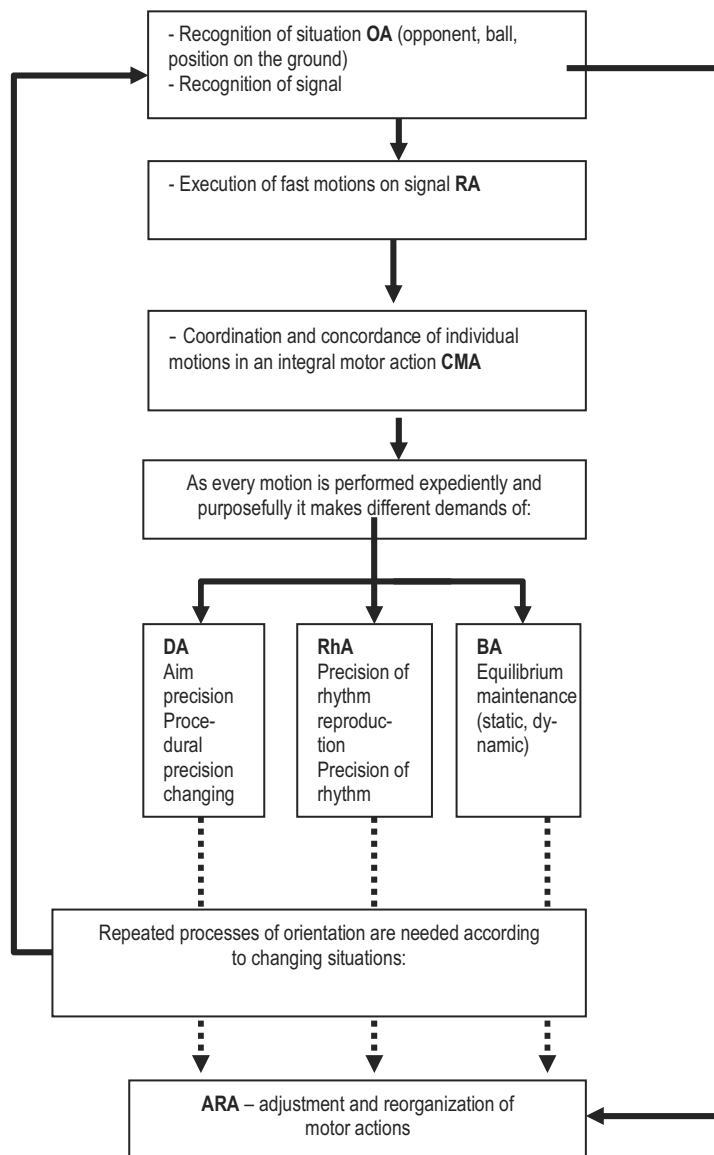 - Recognition of situation OA (opponent, ball,
position on the ground)
- Recognition of signal
- Execution of fast motions on signal RA
- Coordination and concordance of individual
motions in an integral motor action CMA
As every motion is performed expediently and
purposefully it makes different demands of:
DA
Aim
precision
Proce-
dural
precision
changing
RhA
Precision of
rhythm
reproduc-
tion
Precision of
rhythm
BA
Equilibrium
maintenance
(static, dy-
namic)
Repeated processes of orientation are needed according
to changing situations:
ARA – adjustment and reorganization of
motor actions